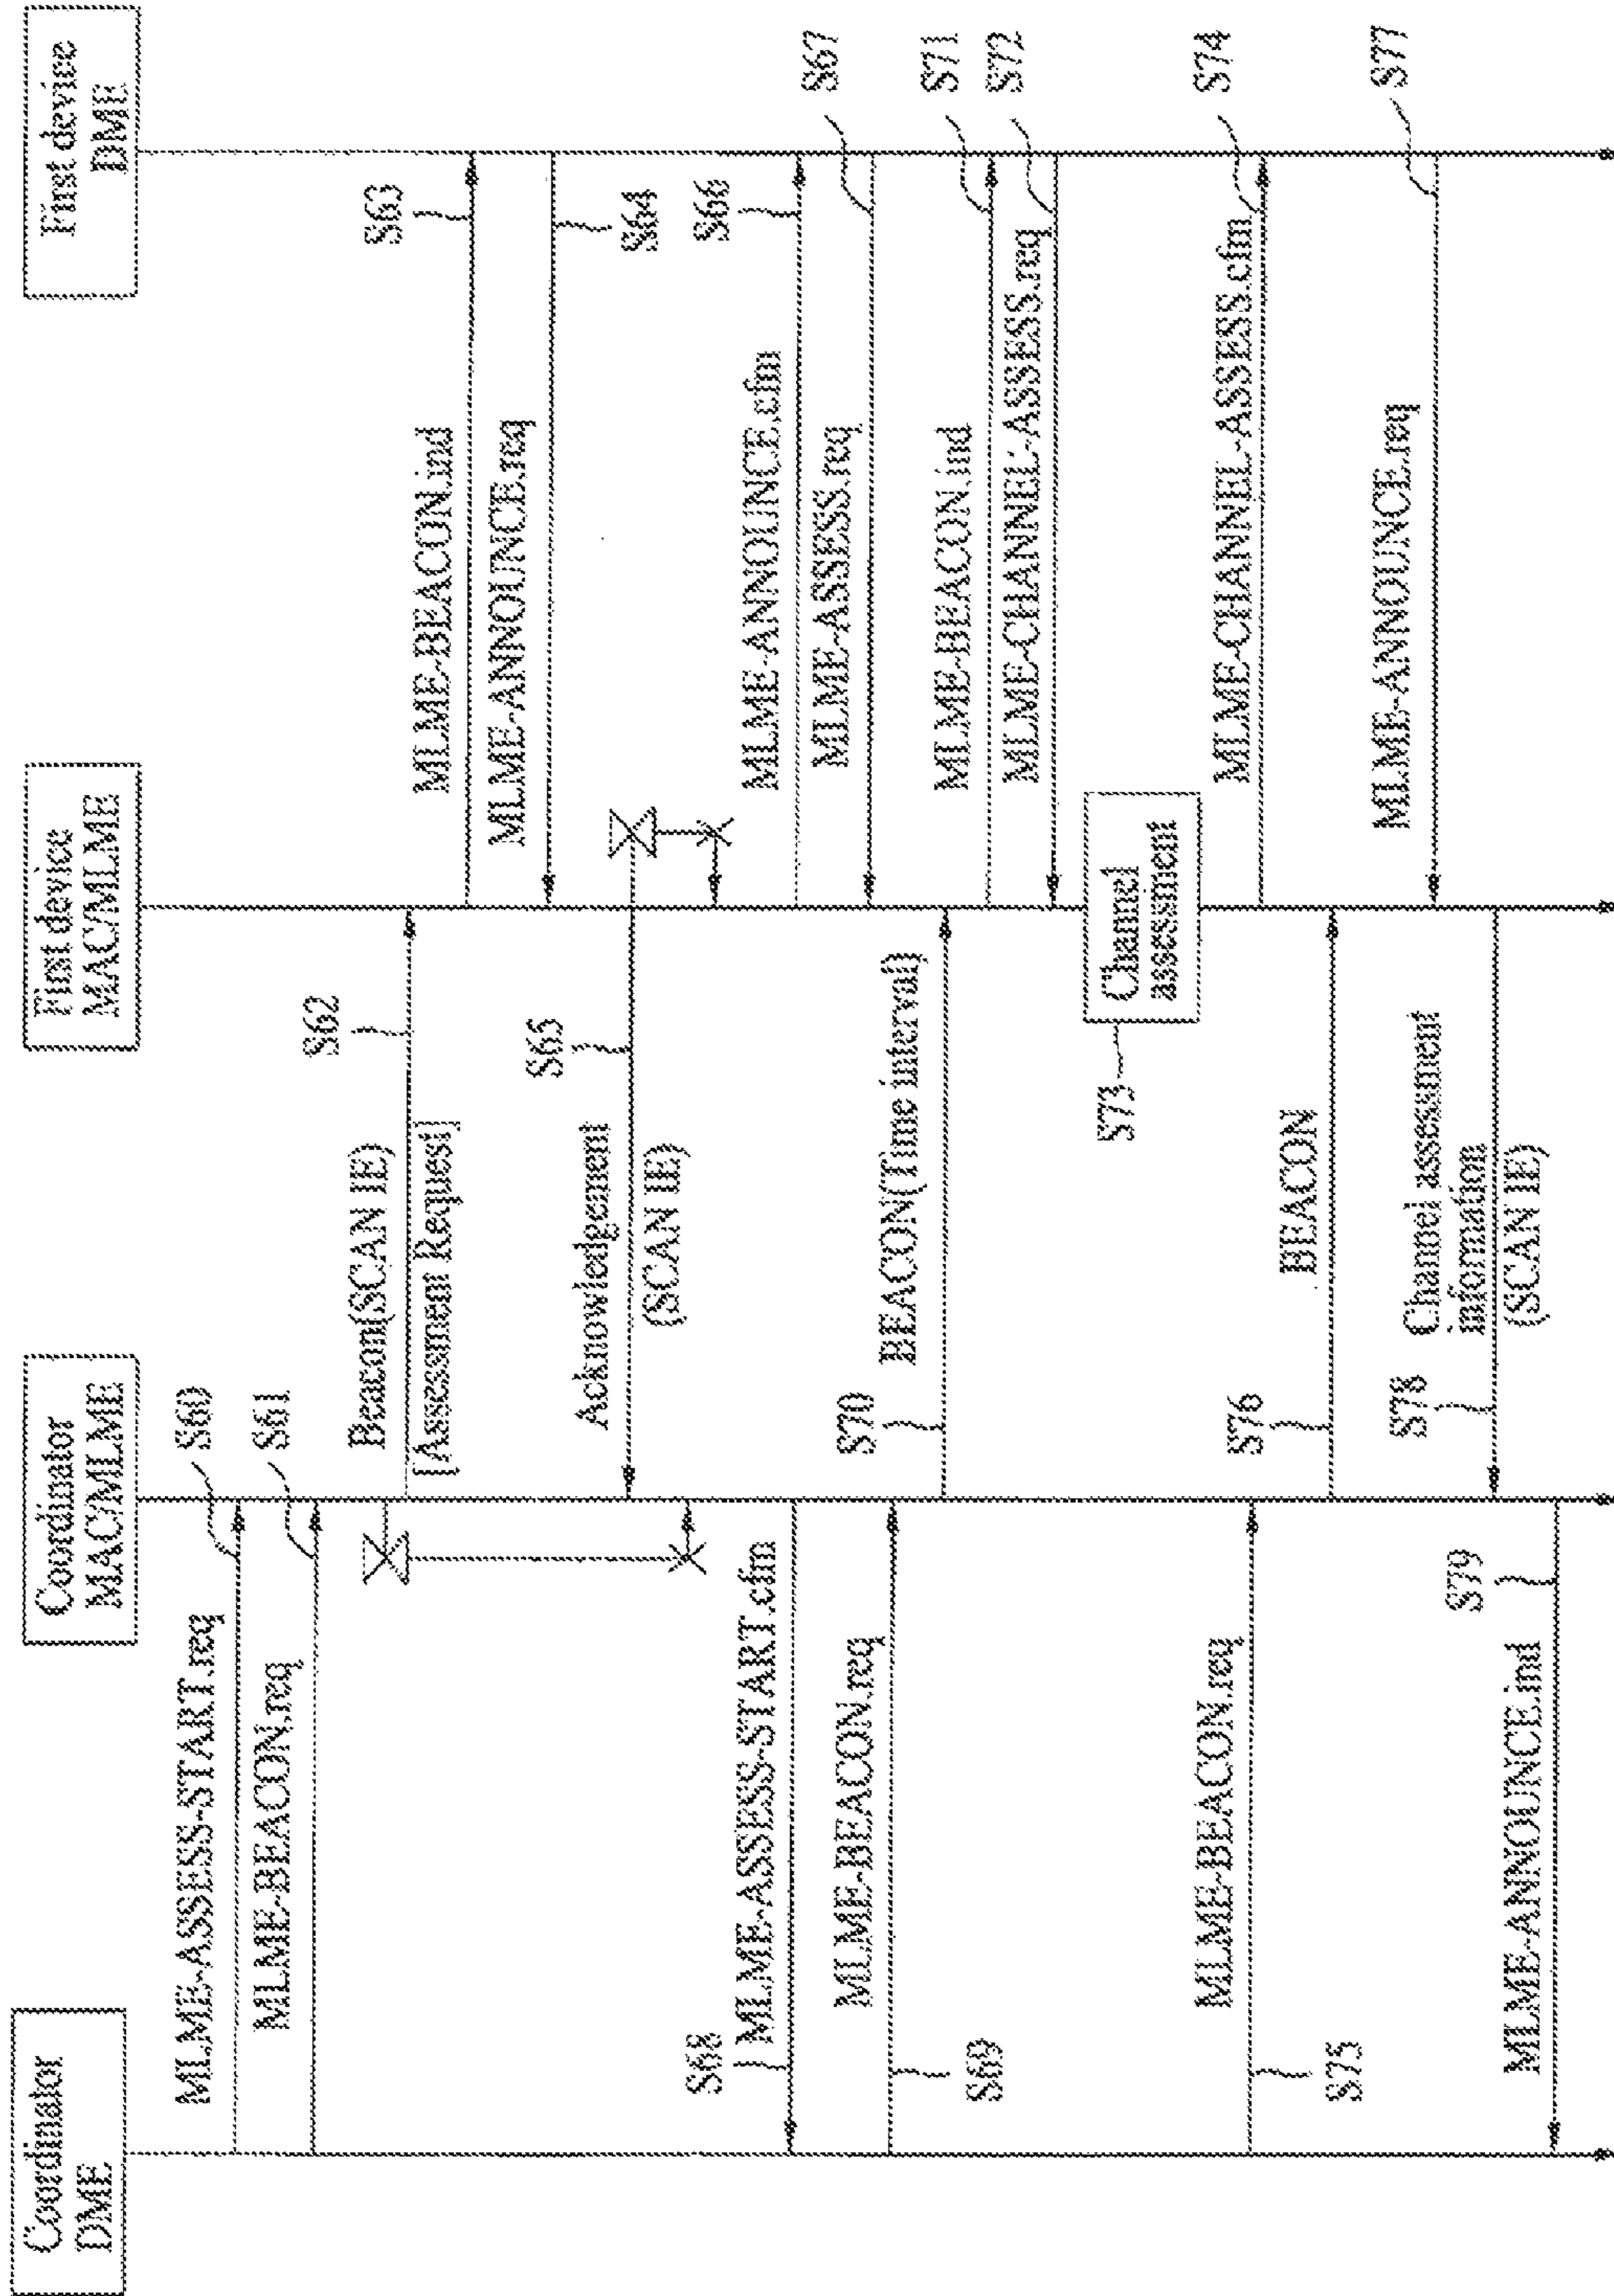 Coordinator
DME
Coordinator
MAC/MLME
First device
MAC/MLME
First device
DME
MLME-ASSESS-START.req
S60
MLME-BEACON.req
S61
Beacon(SCAN IE)
[Assessment Request]
S62
MLME-BEACON.ind
S63
MLME-ANNOUNCE.req
S64
Acknowledgement
(SCAN IE)
S65
MLME-ANNOUNCE.cfm
S66
MLME-ASSESS-START.cfm
S68
MLME-ASSESS.req
S67
MLME-BEACON.req
S69
BEACON(Time interval)
S70
MLME-BEACON.ind
S71
MLME-CHANNEL-ASSESS.req
S72
Channel
assessment
S73
MLME-CHANNEL-ASSESS.cfm
S74
MLME-BEACON.req
S75
BEACON
S76
MLME-ANNOUNCE.req
S77
Channel assessment
information
(SCAN IE)
S78
MLME-ANNOUNCE.ind
S79